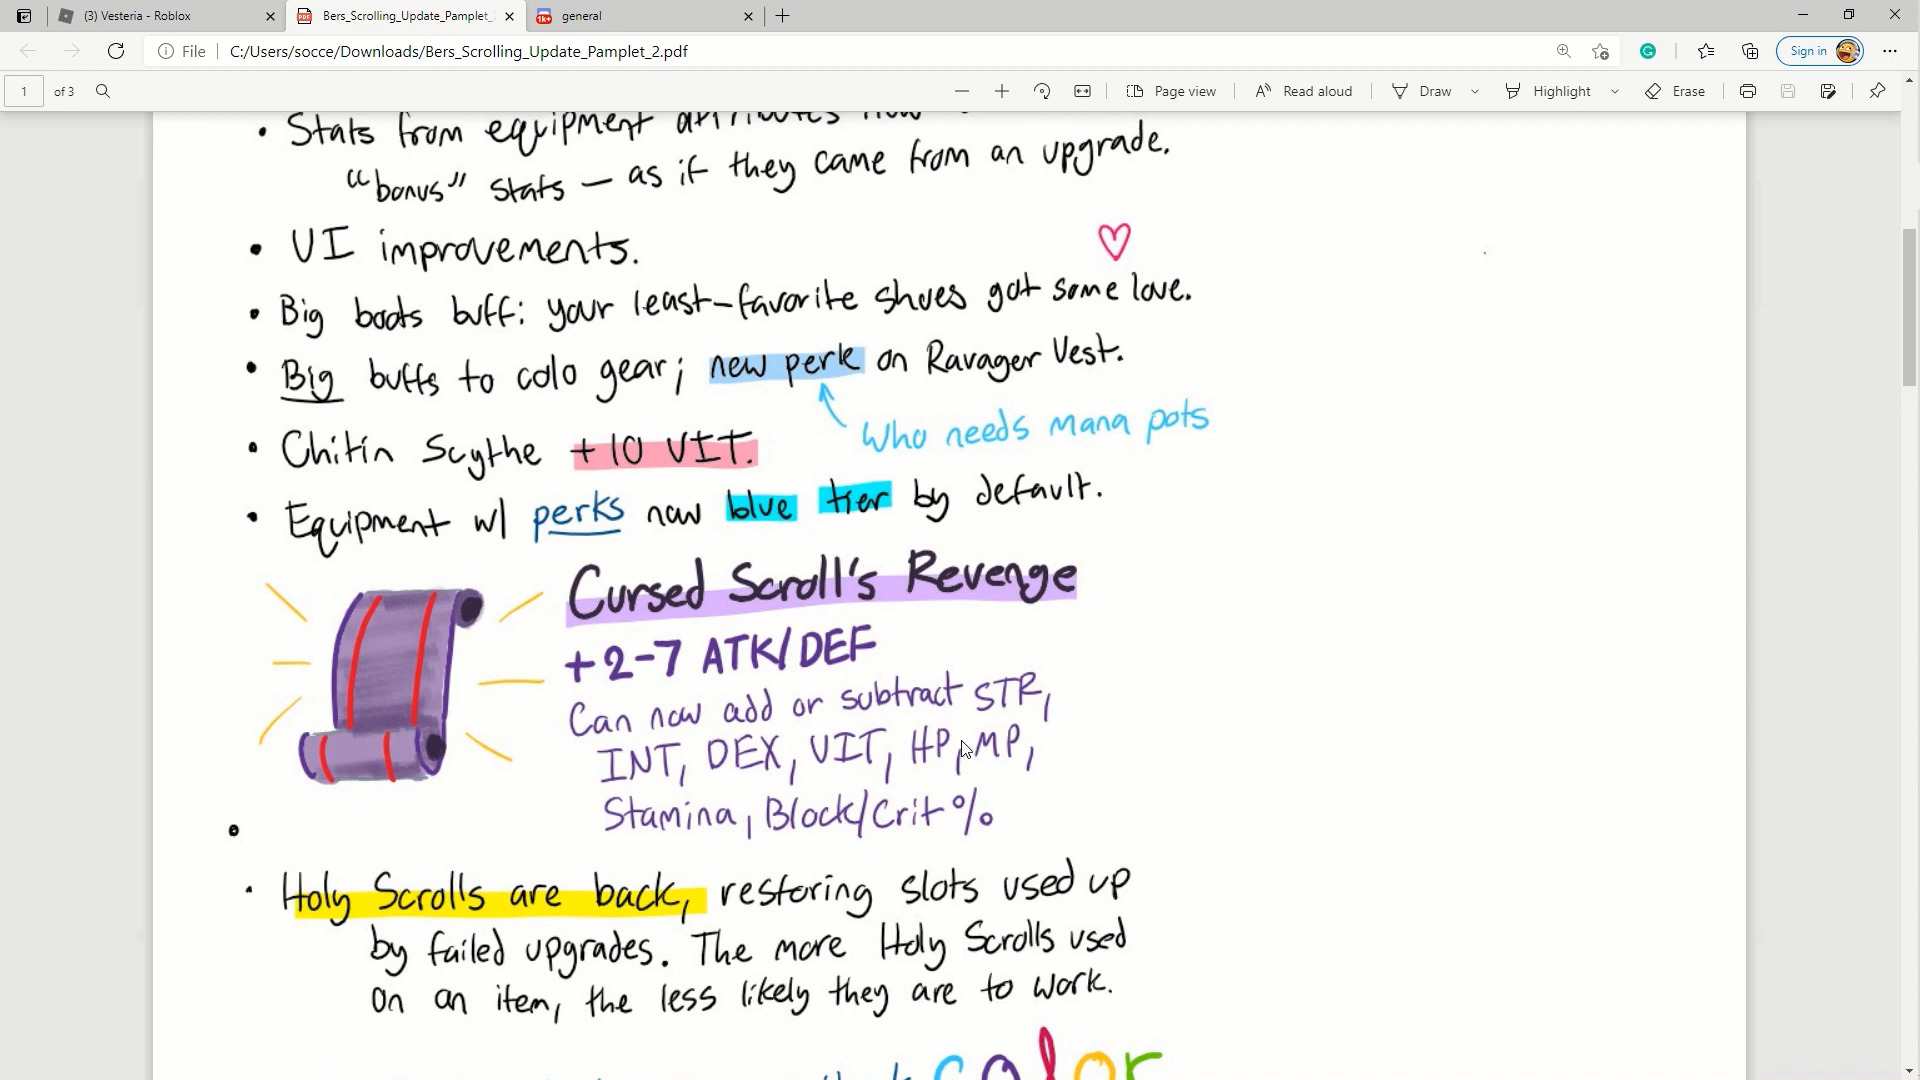 (3) Vesteria - Roblox
Bers_Scrolling_Update_Pamplet_
general
File
C:/Users/socce/Downloads/Bers_Scrolling_Update_Pamplet_2.pdf
Sign in
1 of 3
Page view
Read aloud
Draw
Highlight
Erase
• Stats from equipment attributes now
"bonus" stats – as if they came from an upgrade.
• UI improvements.
• Big boots buff: your least-favorite shoes got some love.
• Big buffs to colo gear; new perk on Ravager Vest.
Who needs mana pots
• Chitin Scythe +10 VIT.
• Equipment w/ perks now blue tier by default.
Cursed Scroll's Revenge
+2-7 ATK/DEF
Can now add or subtract STR,
INT, DEX, VIT, HP, MP,
Stamina, Block/Crit %
• Holy Scrolls are back, restoring slots used up
by failed upgrades. The more Holy Scrolls used
on an item, the less likely they are to work.
color